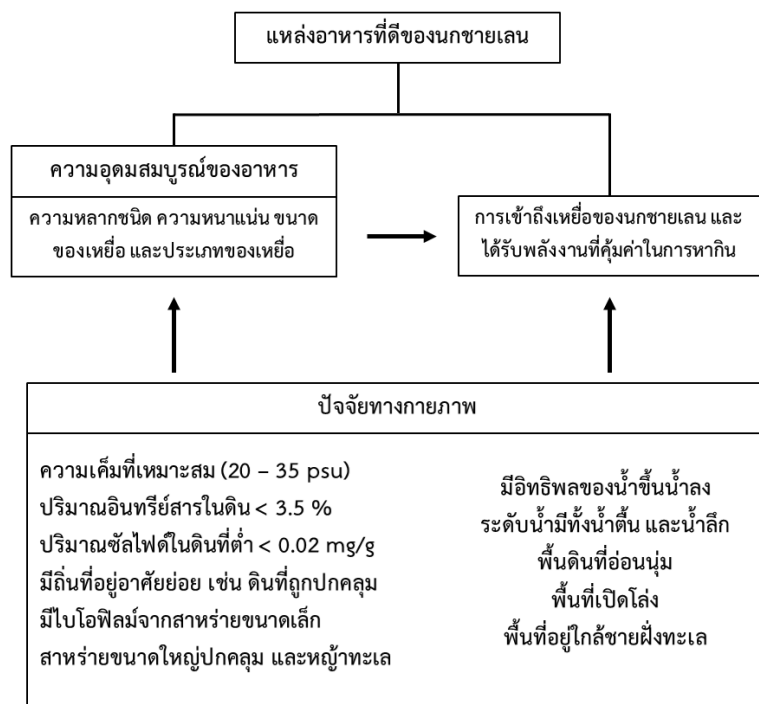 แหล่งอาหารที่ดีของนกชายเลน
ความอุดมสมบูรณ์ของอาหาร
ความหลากชนิด ความหนาแน่น ขนาด
ของเหยื่อ และประเภทของเหยื่อ
การเข้าถึงเหยื่อของนกชายเลน และ
ได้รับพลังงานที่คุ้มค่าในการหากิน
ปัจจัยทางกายภาพ
ความเค็มที่เหมาะสม (20 – 35 psu)
ปริมาณอินทรีย์สารในดิน < 3.5 %
ปริมาณซัลไฟด์ในดินที่ต่ำ < 0.02 mg/g
มีถิ่นที่อยู่อาศัยย่อย เช่น ดินที่ถูกปกคลุม
มีไบโอฟิลม์จากสาหร่ายขนาดเล็ก
สาหร่ายขนาดใหญ่ปกคลุม และหญ้าทะเล
มีอิทธิพลของน้ำขึ้นน้ำลง
ระดับน้ำมีทั้งน้ำตื้น และน้ำลึก
พื้นดินที่อ่อนนุ่ม
พื้นที่เปิดโล่ง
พื้นที่อยู่ใกล้ชายฝั่งทะเล